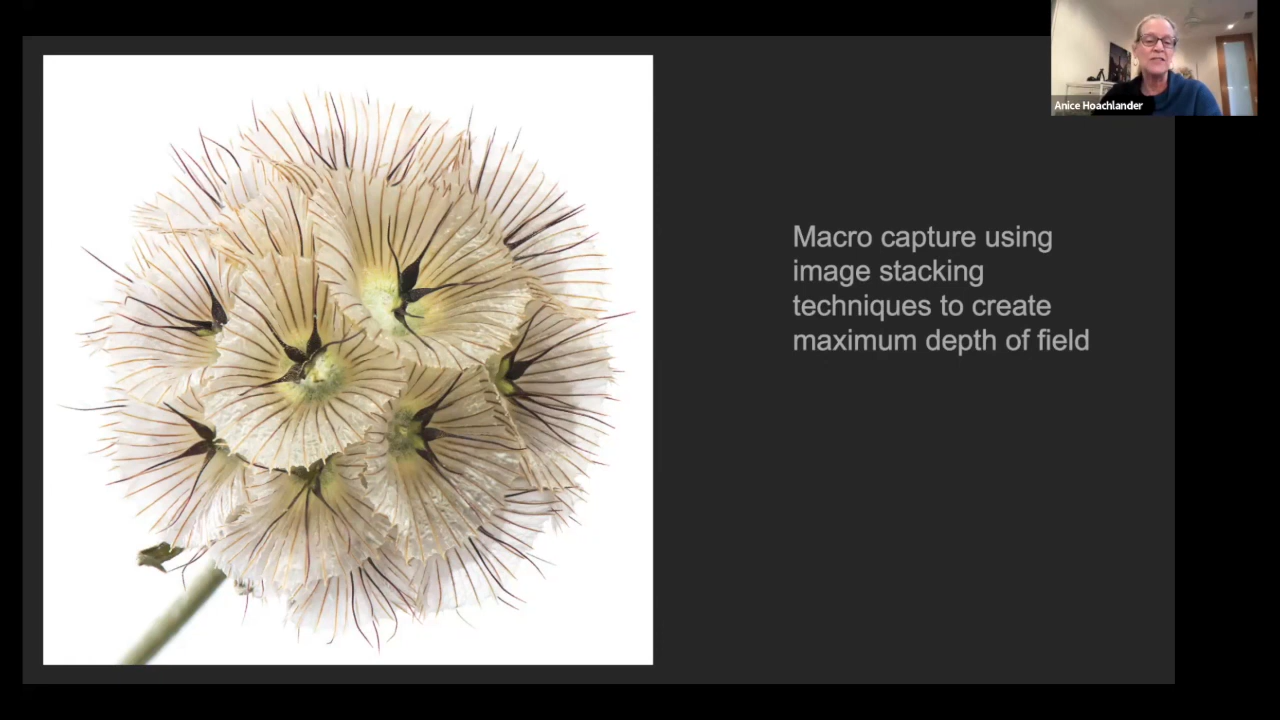 Anice Hoachlander
Macro capture using
image stacking
techniques to create
maximum depth of field